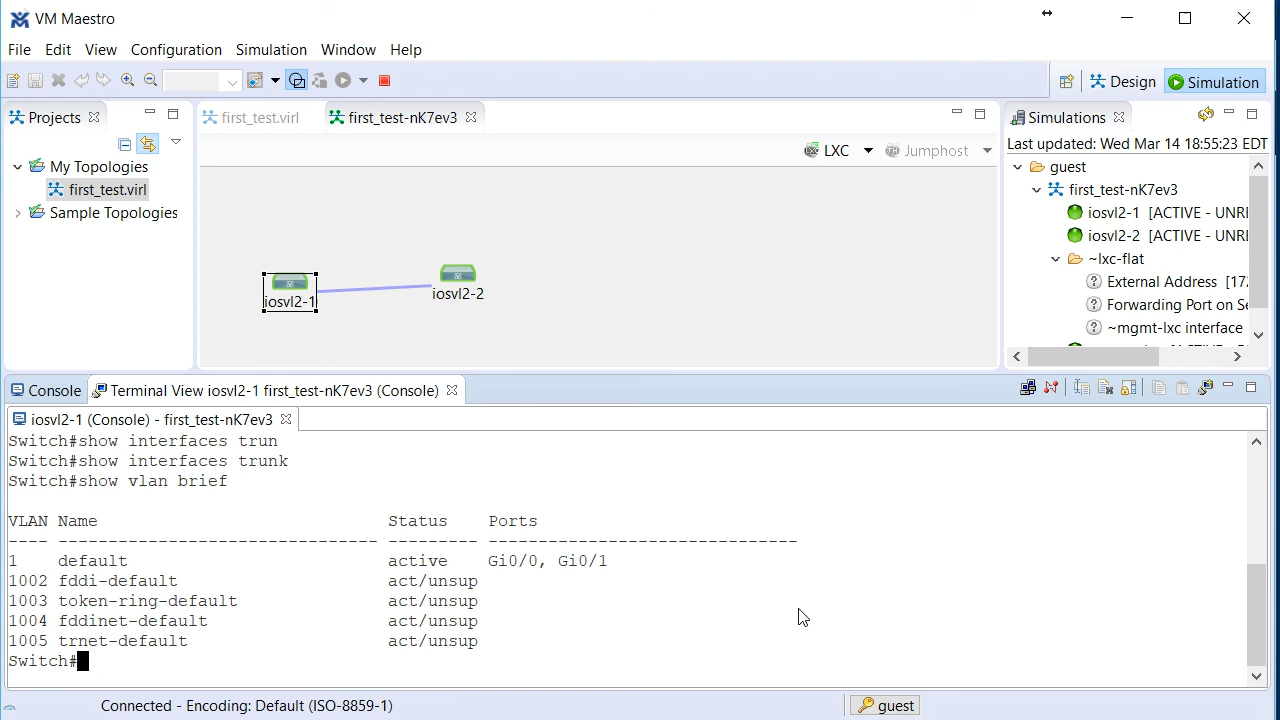 VM Maestro
File Edit View Configuration Simulation Window Help
Design Simulation
Projects
My Topologies
first_test.virl
Sample Topologies
first_test.virl first_test-nK7ev3
LXC Jumphost
iosvl2-1
iosvl2-2
Simulations
Last updated: Wed Mar 14 18:55:23 EDT
guest
first_test-nK7ev3
iosvl2-1 [ACTIVE - UNRE
iosvl2-2 [ACTIVE - UNRE
~lxc-flat
External Address [172
Forwarding Port on Se
~mgmt-lxc interface
Console Terminal View iosvl2-1 first_test-nK7ev3 (Console)
iosvl2-1 (Console) - first_test-nK7ev3
Switch#show interfaces trun
Switch#show interfaces trunk
Switch#show vlan brief
VLAN Name Status Ports
---- -------------------------------- --------- -------------------------------
1 default active Gi0/0, Gi0/1
1002 fddi-default act/unsup
1003 token-ring-default act/unsup
1004 fddinet-default act/unsup
1005 trnet-default act/unsup
Switch#
Connected - Encoding: Default (ISO-8859-1)
guest